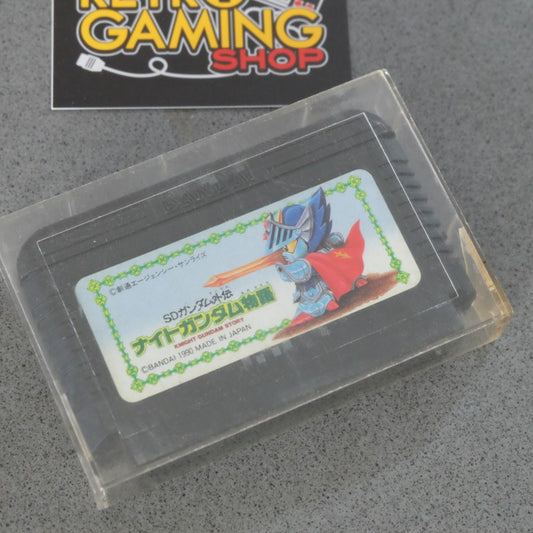 RETRO
GAMING
SHOP
BANDAI
©創通エージェンシー・サンライズ
SDガンダム外伝
ナイトガンダム物語
KNIGHT GUNDAM STORY
©BANDAI 1990 MADE IN JAPAN